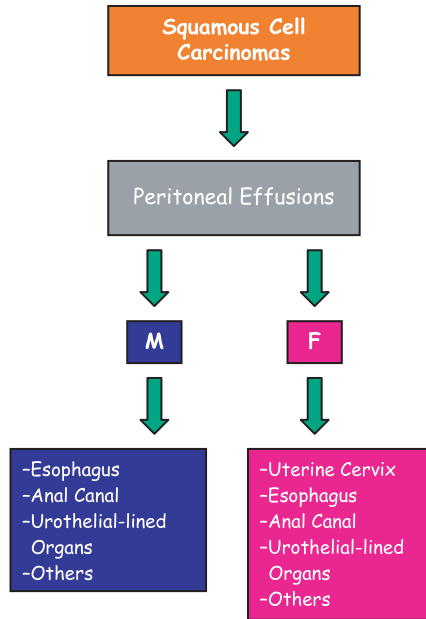 Squamous Cell
Carcinomas
Peritoneal Effusions
M
F
–Esophagus
–Anal Canal
–Urothelial-lined
Organs
–Others
–Uterine Cervix
–Esophagus
–Anal Canal
–Urothelial-lined
Organs
–Others